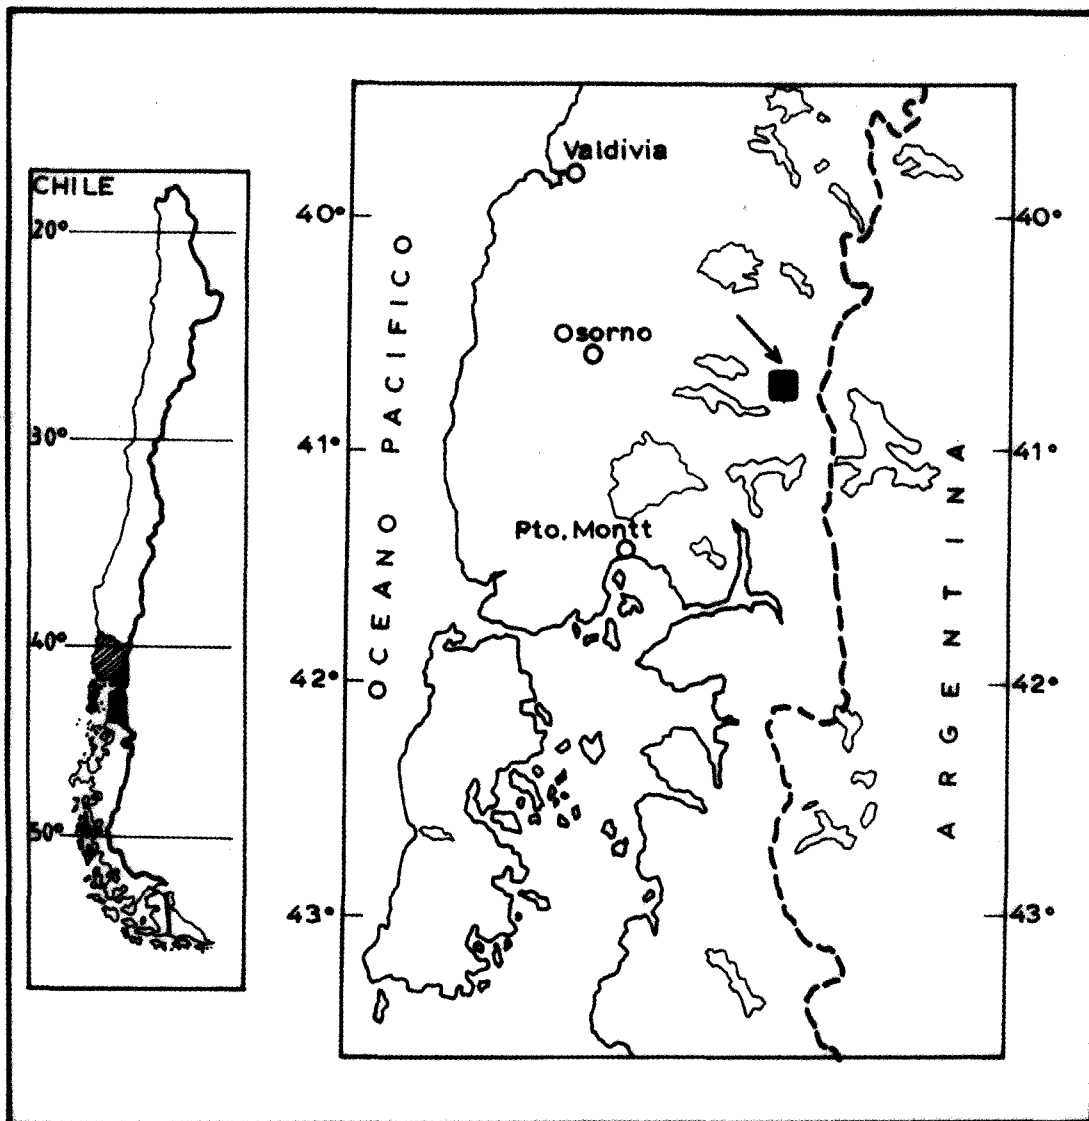 CHILE
20°
30°
40°
50°
Valdivia
40°
40°
Osorno
41°
41°
Pto. Montt
42°
42°
43°
43°
OCEANO PACIFICO
ARGENTINA